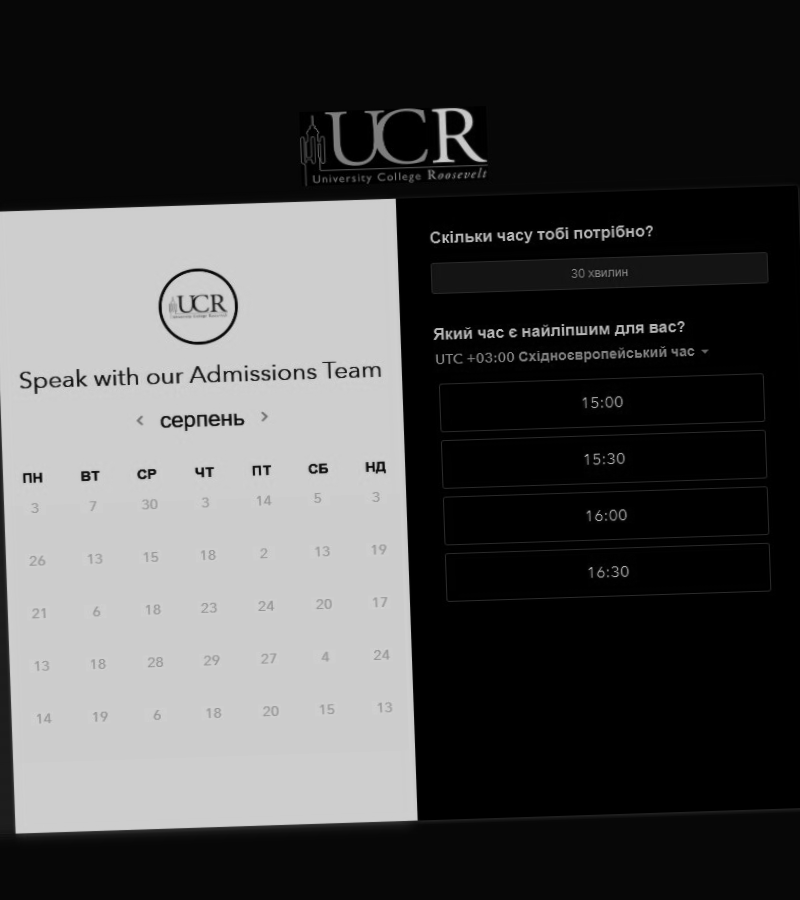 UCR
University College Roosevelt
UCR
University College Roosevelt
Speak with our Admissions Team
серпень
ПН ВТ СР ЧТ ПТ СБ НД
3 7 30 3 14 5 3
26 13 15 18 2 13 19
21 6 18 23 24 20 17
13 18 28 29 27 4 24
14 19 6 18 20 15 13
Скільки часу тобі потрібно?
30 хвилин
Який час є найліпшим для вас?
UTC +03:00 Східноєвропейський час
15:00
15:30
16:00
16:30